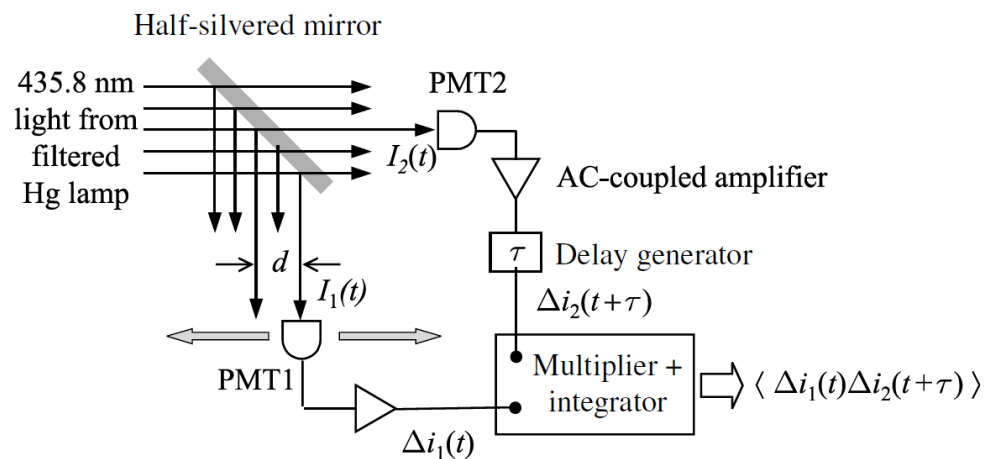 Half-silvered mirror
435.8 nm
light from
filtered
Hg lamp
PMT2
I₂(t)
AC-coupled amplifier
τ
Delay generator
d
I₁(t)
Δi₂(t+τ)
PMT1
Multiplier +
integrator
⟨ Δi₁(t)Δi₂(t+τ) ⟩
Δi₁(t)